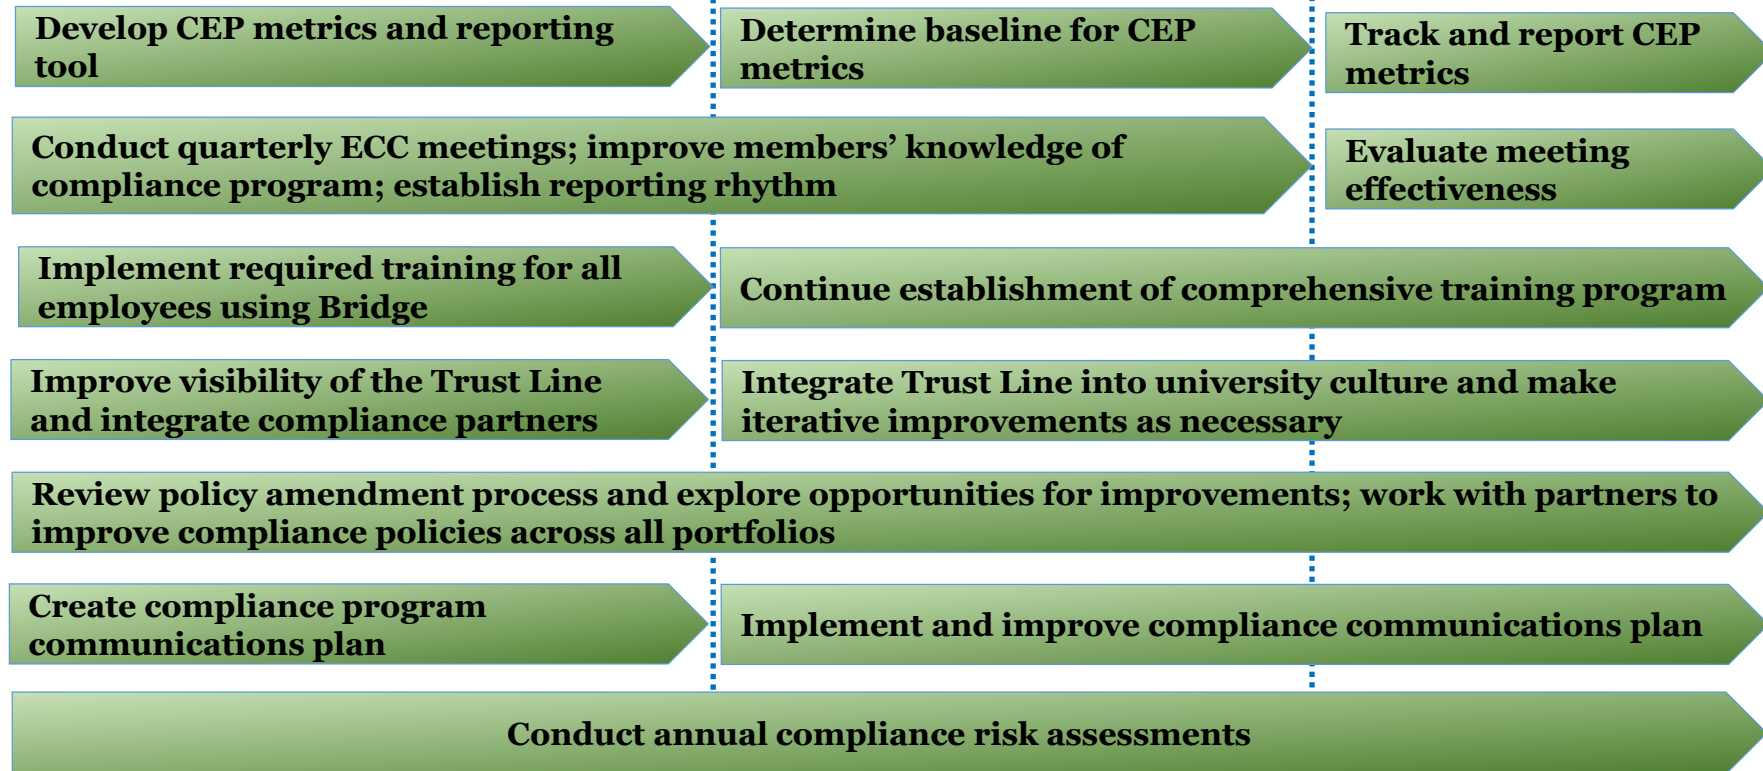 Develop CEP metrics and reporting
tool
Determine baseline for CEP
metrics
Track and report CEP
metrics
Conduct quarterly ECC meetings; improve members’ knowledge of
compliance program; establish reporting rhythm
Evaluate meeting
effectiveness
Implement required training for all
employees using Bridge
Continue establishment of comprehensive training program
Improve visibility of the Trust Line
and integrate compliance partners
Integrate Trust Line into university culture and make
iterative improvements as necessary
Review policy amendment process and explore opportunities for improvements; work with partners to
improve compliance policies across all portfolios
Create compliance program
communications plan
Implement and improve compliance communications plan
Conduct annual compliance risk assessments